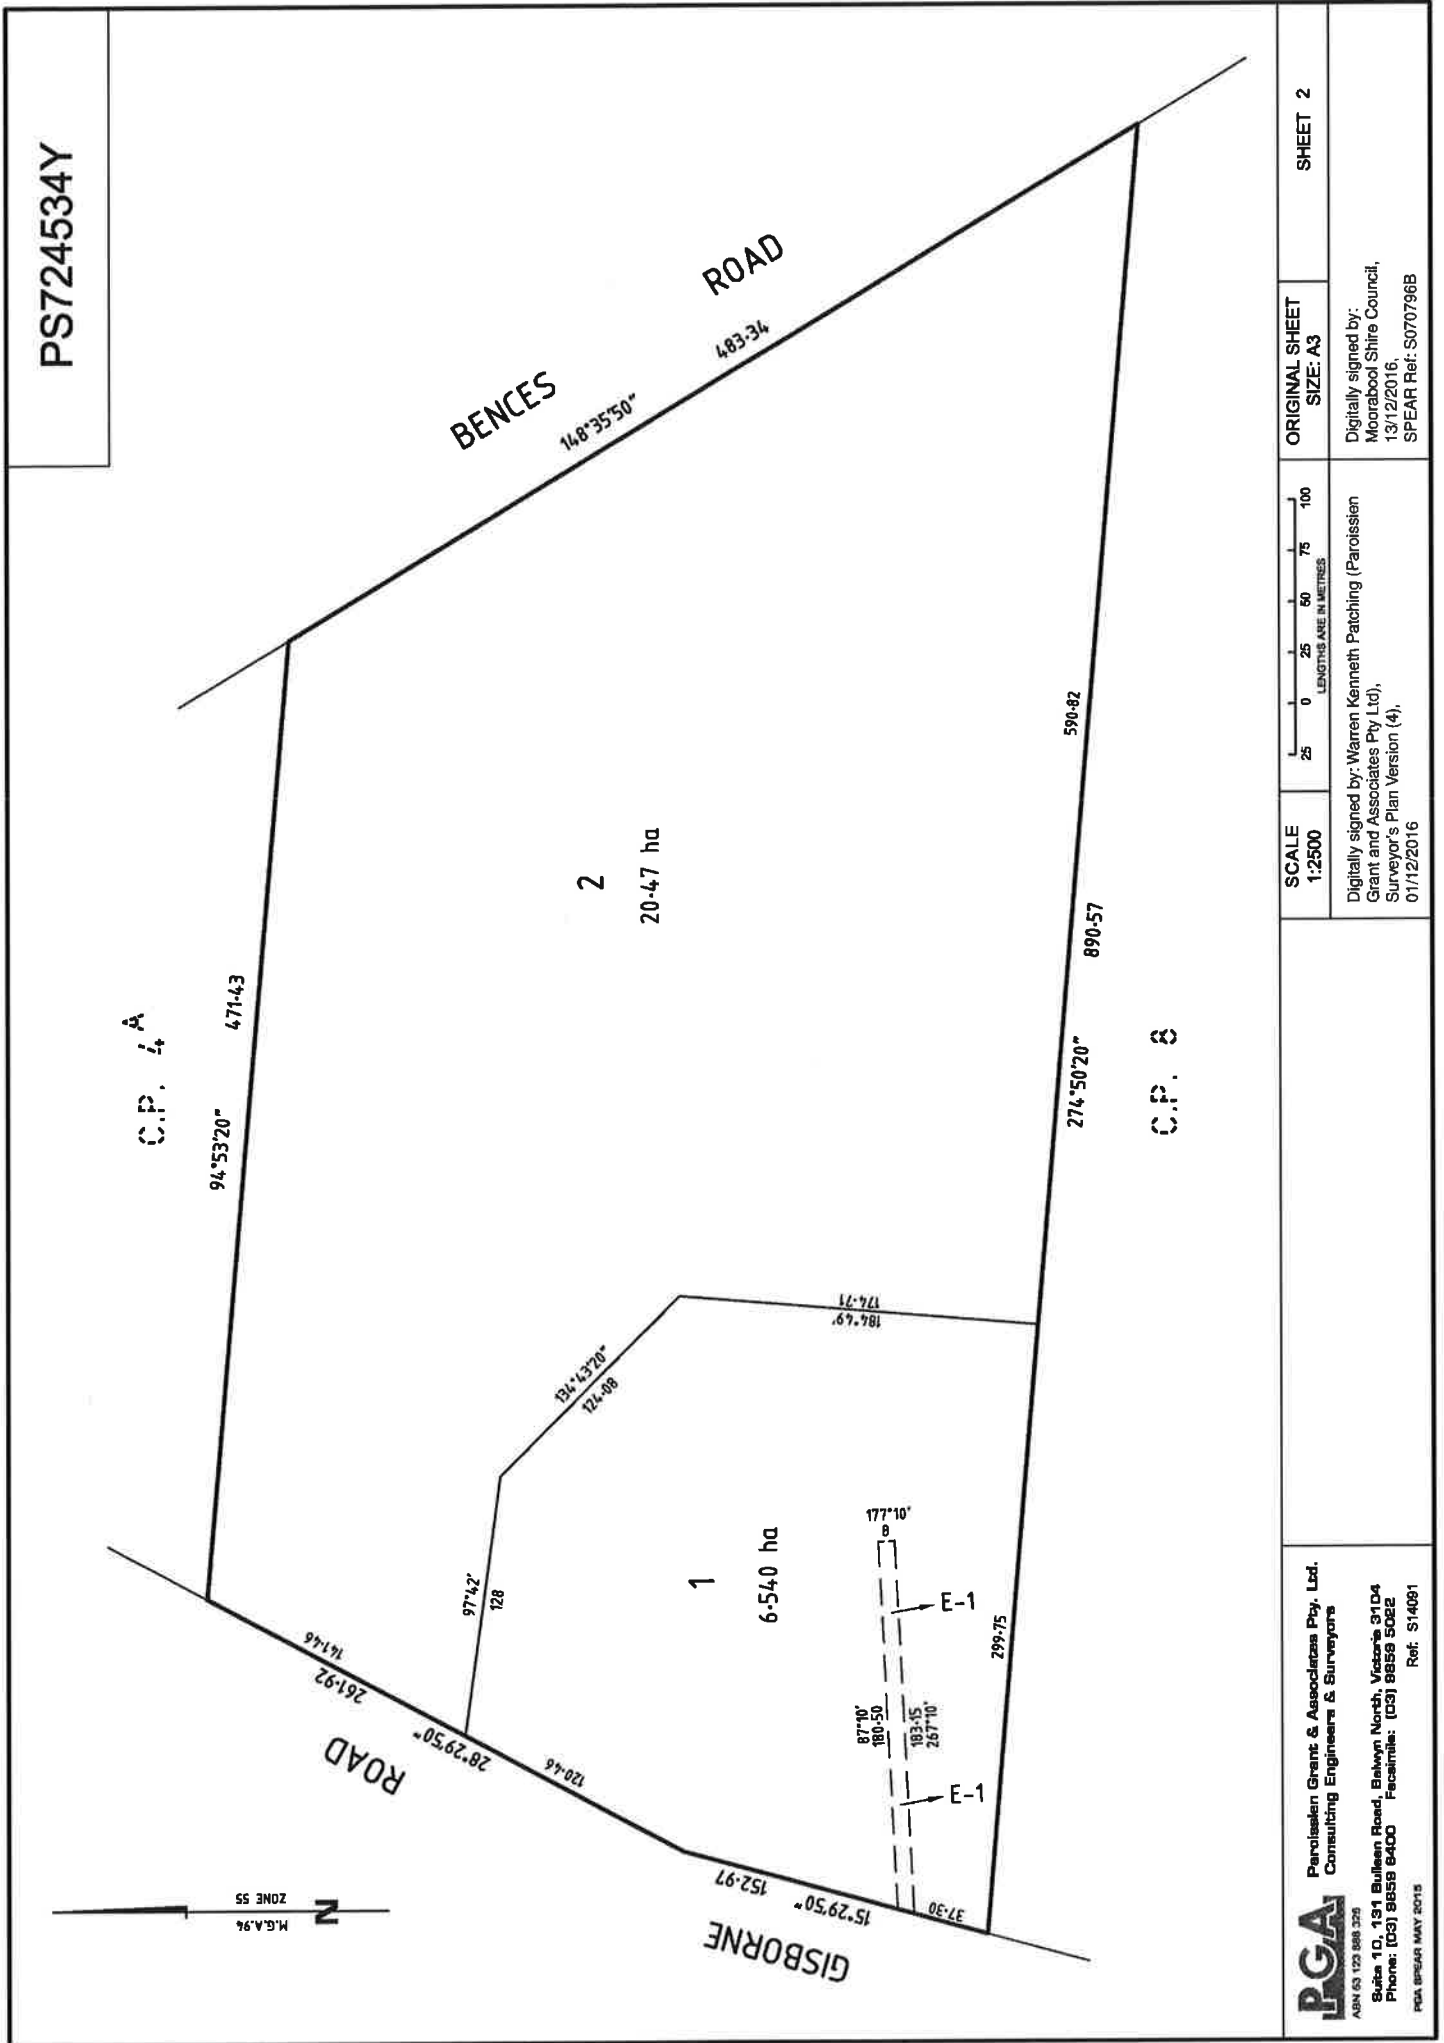 PS724534Y
M.G.A.94
ZONE 55
N
C.P. 4A
94°53'20"
471·43
BENCES
ROAD
148°35'50"
483·34
GISBORNE
ROAD
141·46
261·92
28°29'50"
120·46
152·97
15°29'50"
37·30
97°42'
128
134°43'20"
124·08
174·71
184°49'
1
6·540 ha
2
20·47 ha
177°10'
8
87°10'
180·50
183·15
267°10'
E-1
E-1
299·75
590·82
274°50'20"
890·57
C.P. 8
PGA
Paroissien Grant & Associates Pty. Ltd.
Consulting Engineers & Surveyors
ABN 53 123 888 325
Suite 10, 131 Bulleen Road, Balwyn North, Victoria 3104
Phone: (03) 9859 6400 Facsimile: (03) 9859 5022
PGA SPEAR MAY 2015
Ref: S14091
SCALE
1:2500
25 0 25 50 75 100
LENGTHS ARE IN METRES
ORIGINAL SHEET
SIZE: A3
SHEET 2
Digitally signed by: Warren Kenneth Patching (Paroissien
Grant and Associates Pty Ltd),
Surveyor's Plan Version (4),
01/12/2016
Digitally signed by:
Moorabool Shire Council,
13/12/2016,
SPEAR Ref: S070796B